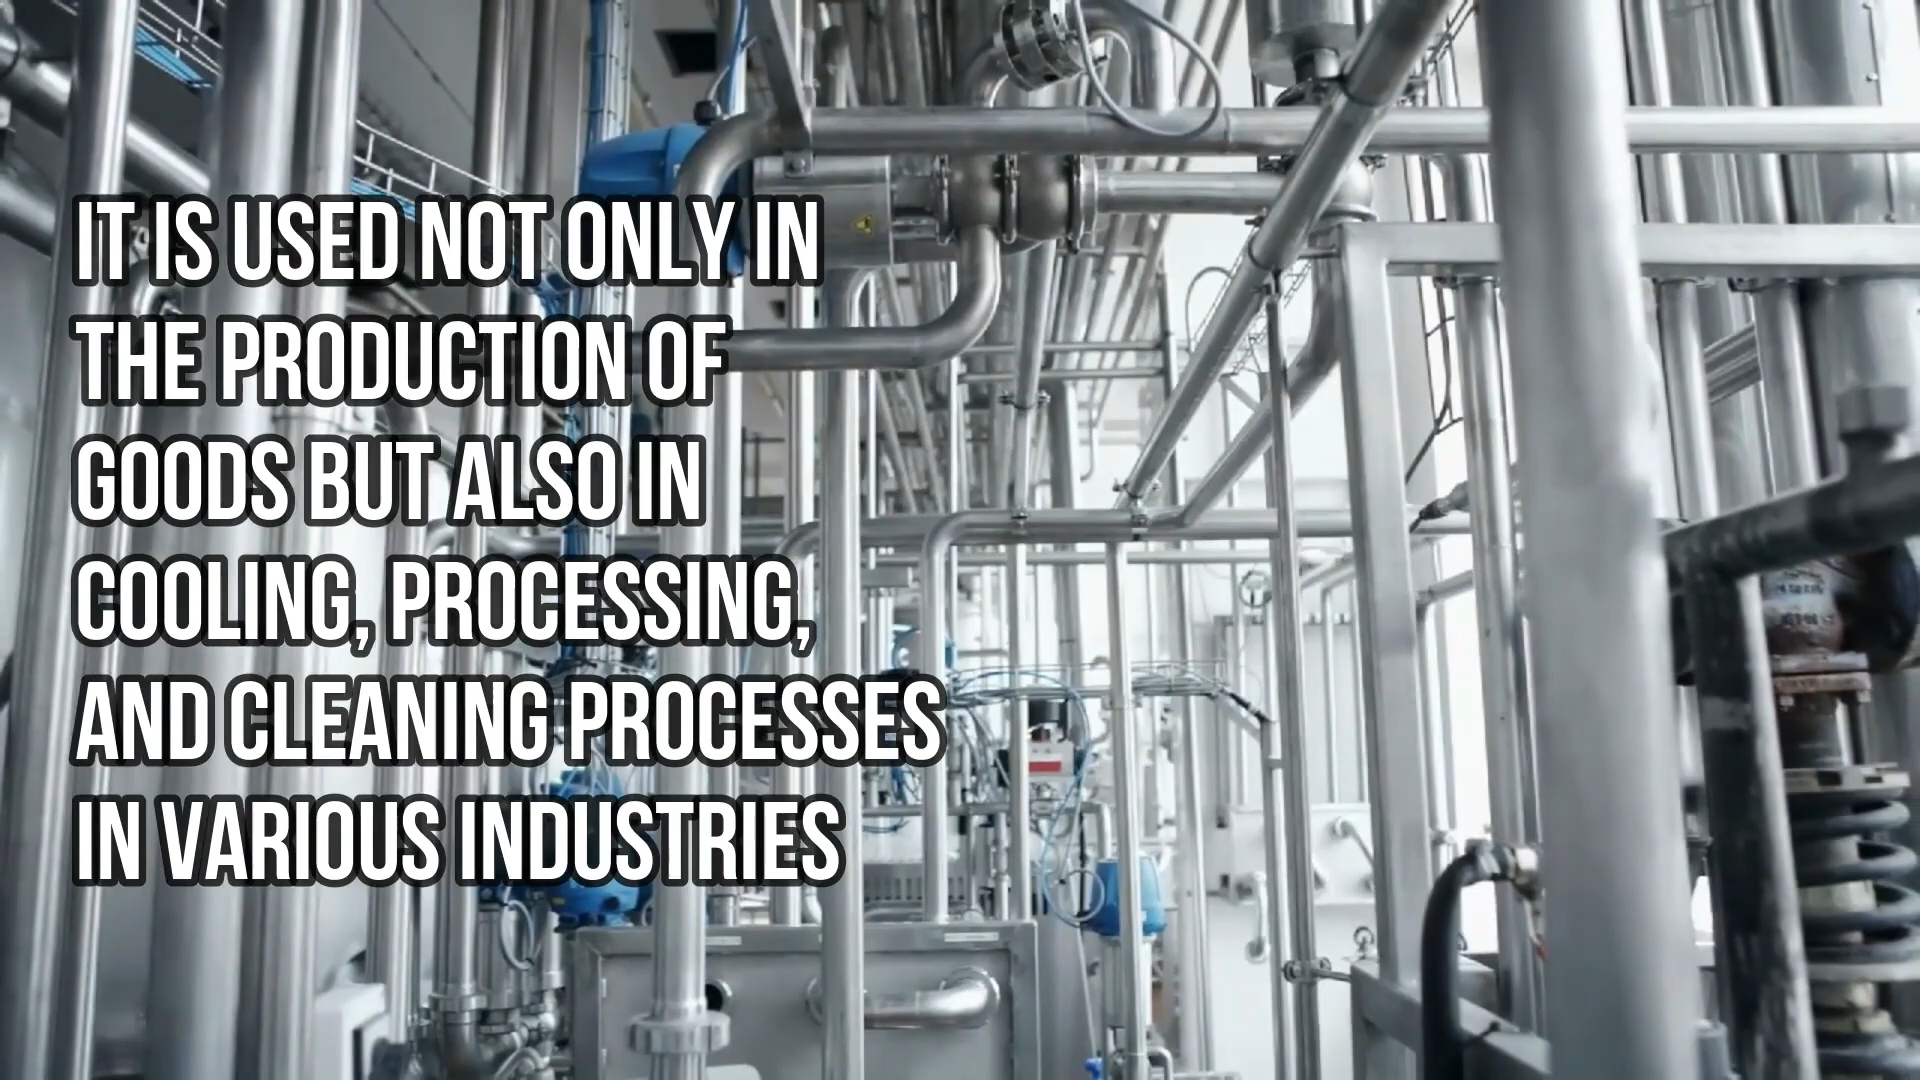 IT IS USED NOT ONLY IN
THE PRODUCTION OF
GOODS BUT ALSO IN
COOLING, PROCESSING,
AND CLEANING PROCESSES
IN VARIOUS INDUSTRIES